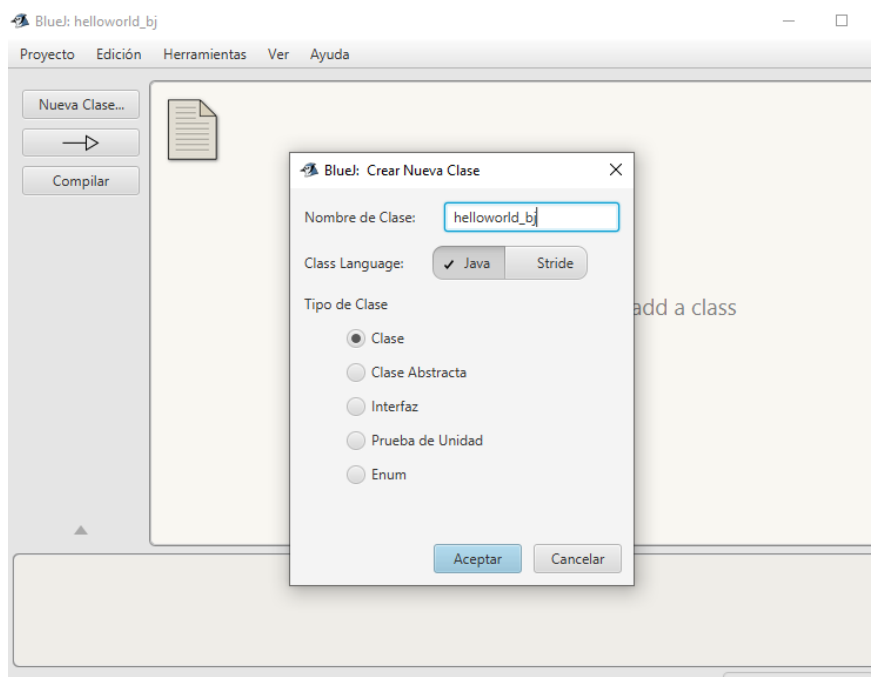 BlueJ: helloworld_bj
Proyecto Edición Herramientas Ver Ayuda
Nueva Clase...
Compilar
add a class
BlueJ: Crear Nueva Clase
Nombre de Clase: helloworld_bj
Class Language: Java Stride
Tipo de Clase
Clase
Clase Abstracta
Interfaz
Prueba de Unidad
Enum
Aceptar Cancelar